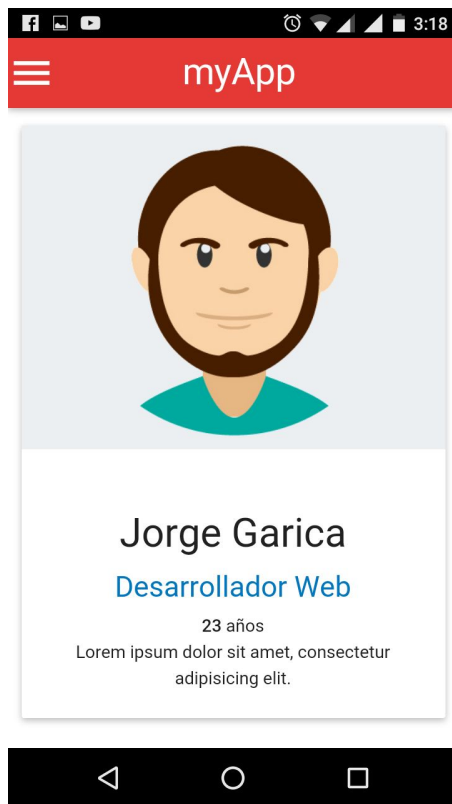 3:18
myApp
Jorge Garica
Desarrollador Web
23 años
Lorem ipsum dolor sit amet, consectetur
adipisicing elit.